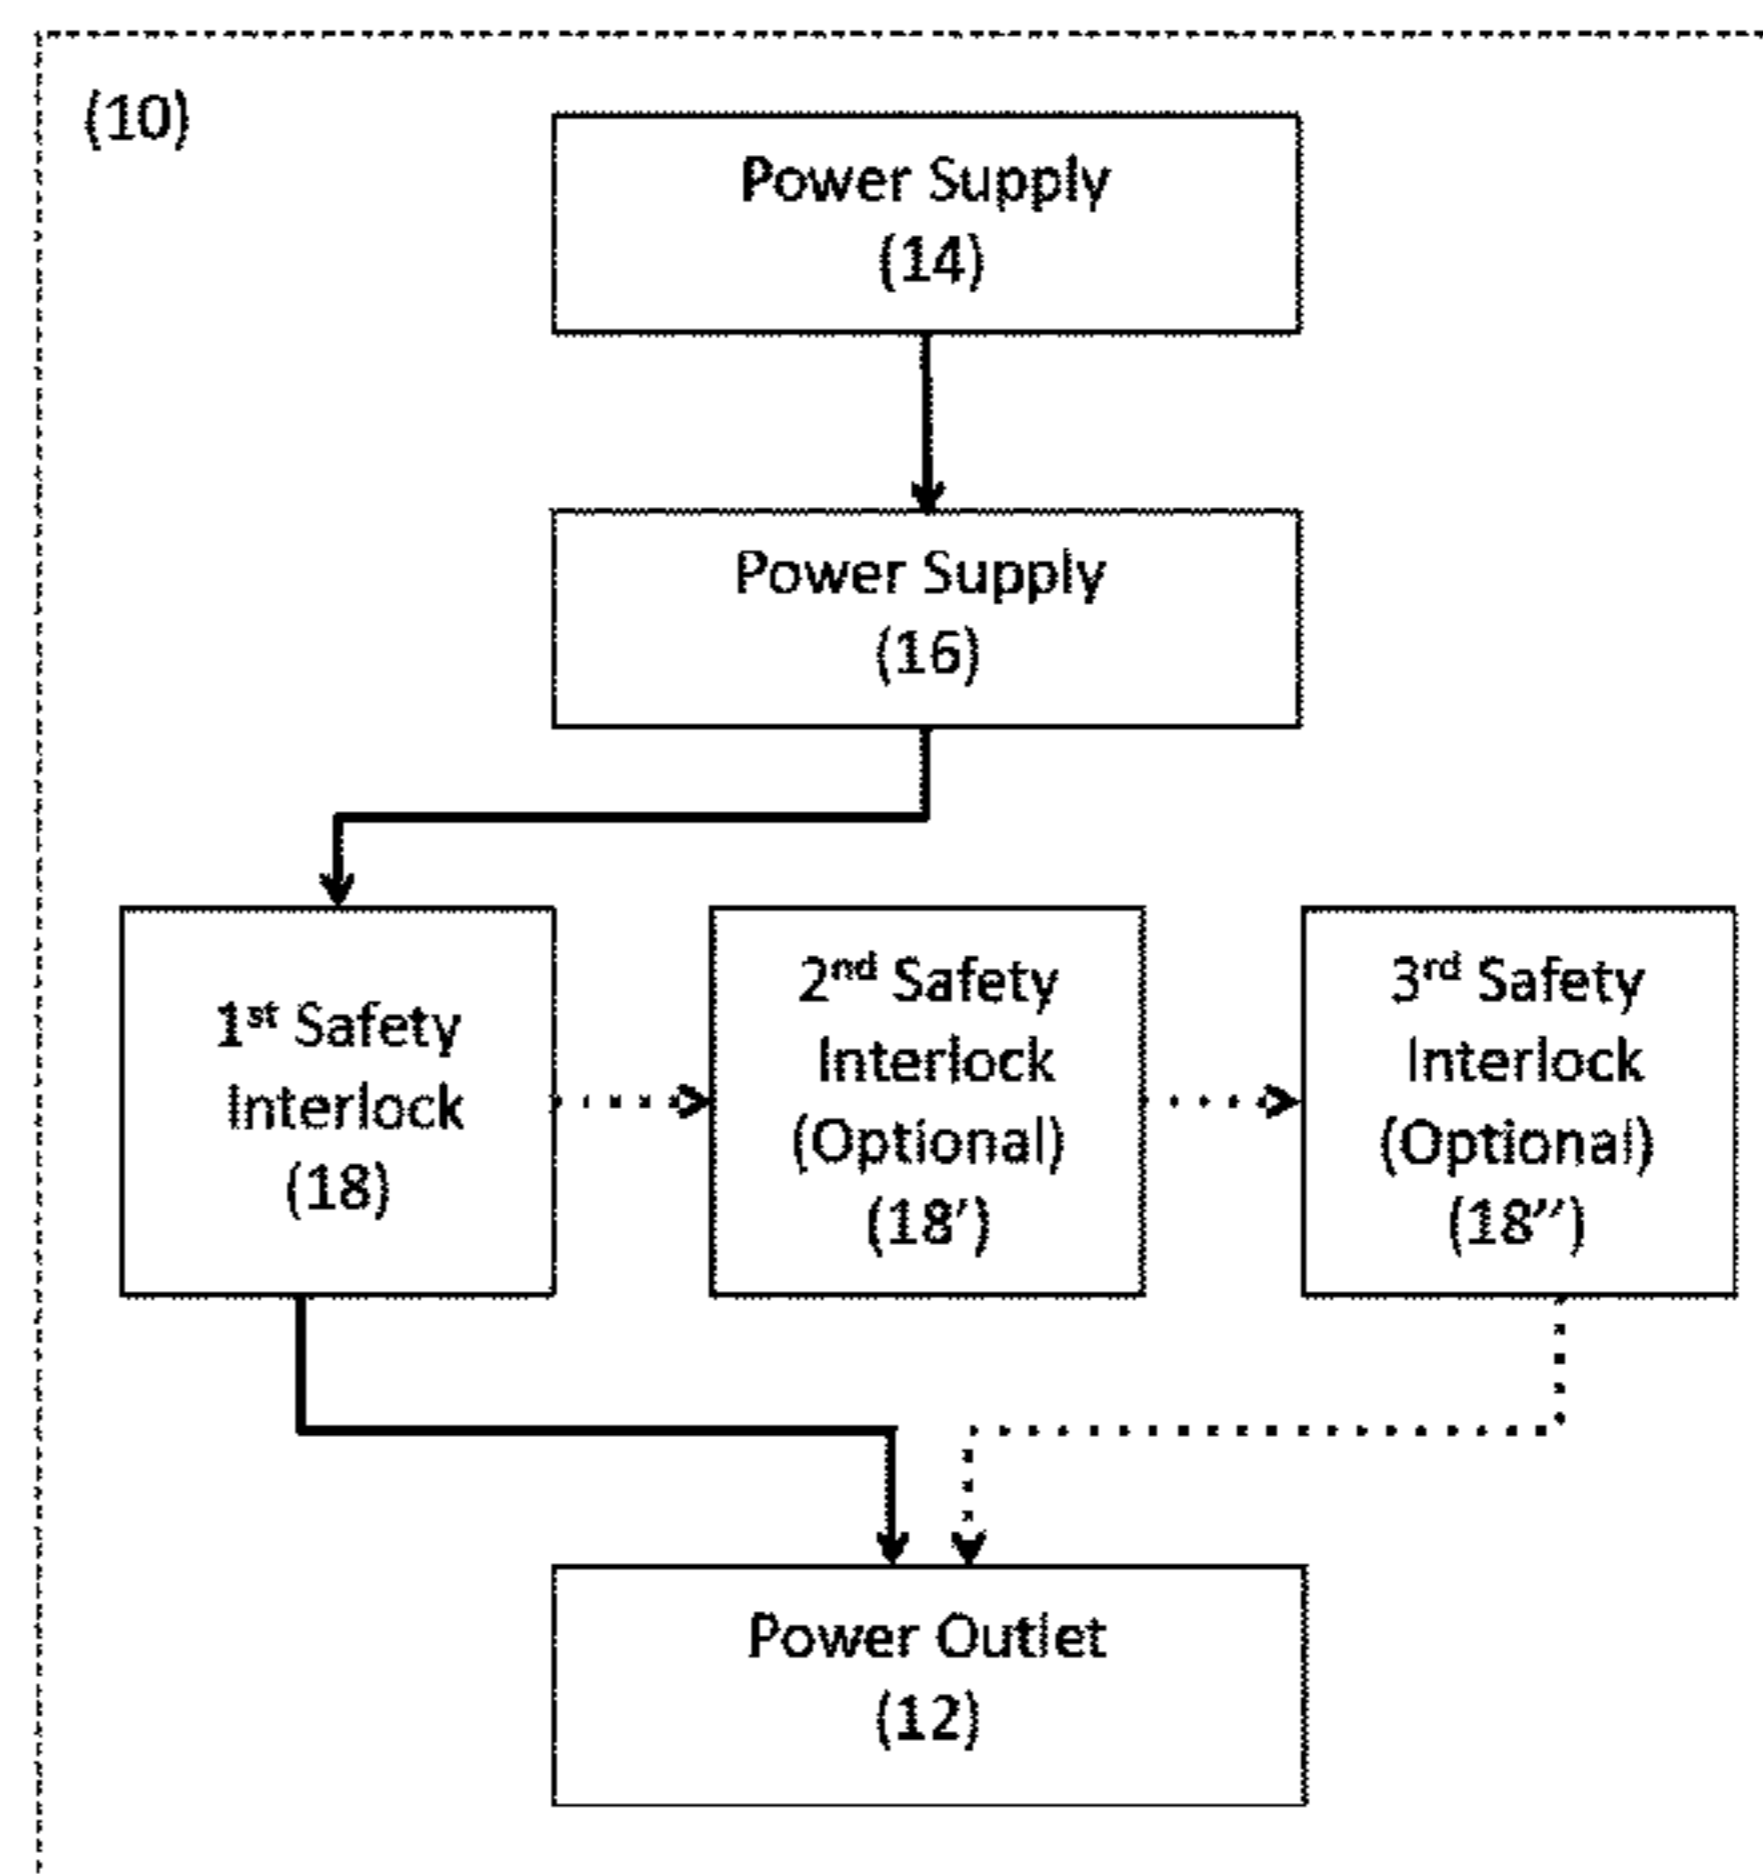 (10)
Power Supply
(14)
Power Supply
(16)
1st Safety
Interlock
(18)
2nd Safety
Interlock
(Optional)
(18′)
3rd Safety
Interlock
(Optional)
(18′′)
Power Outlet
(12)